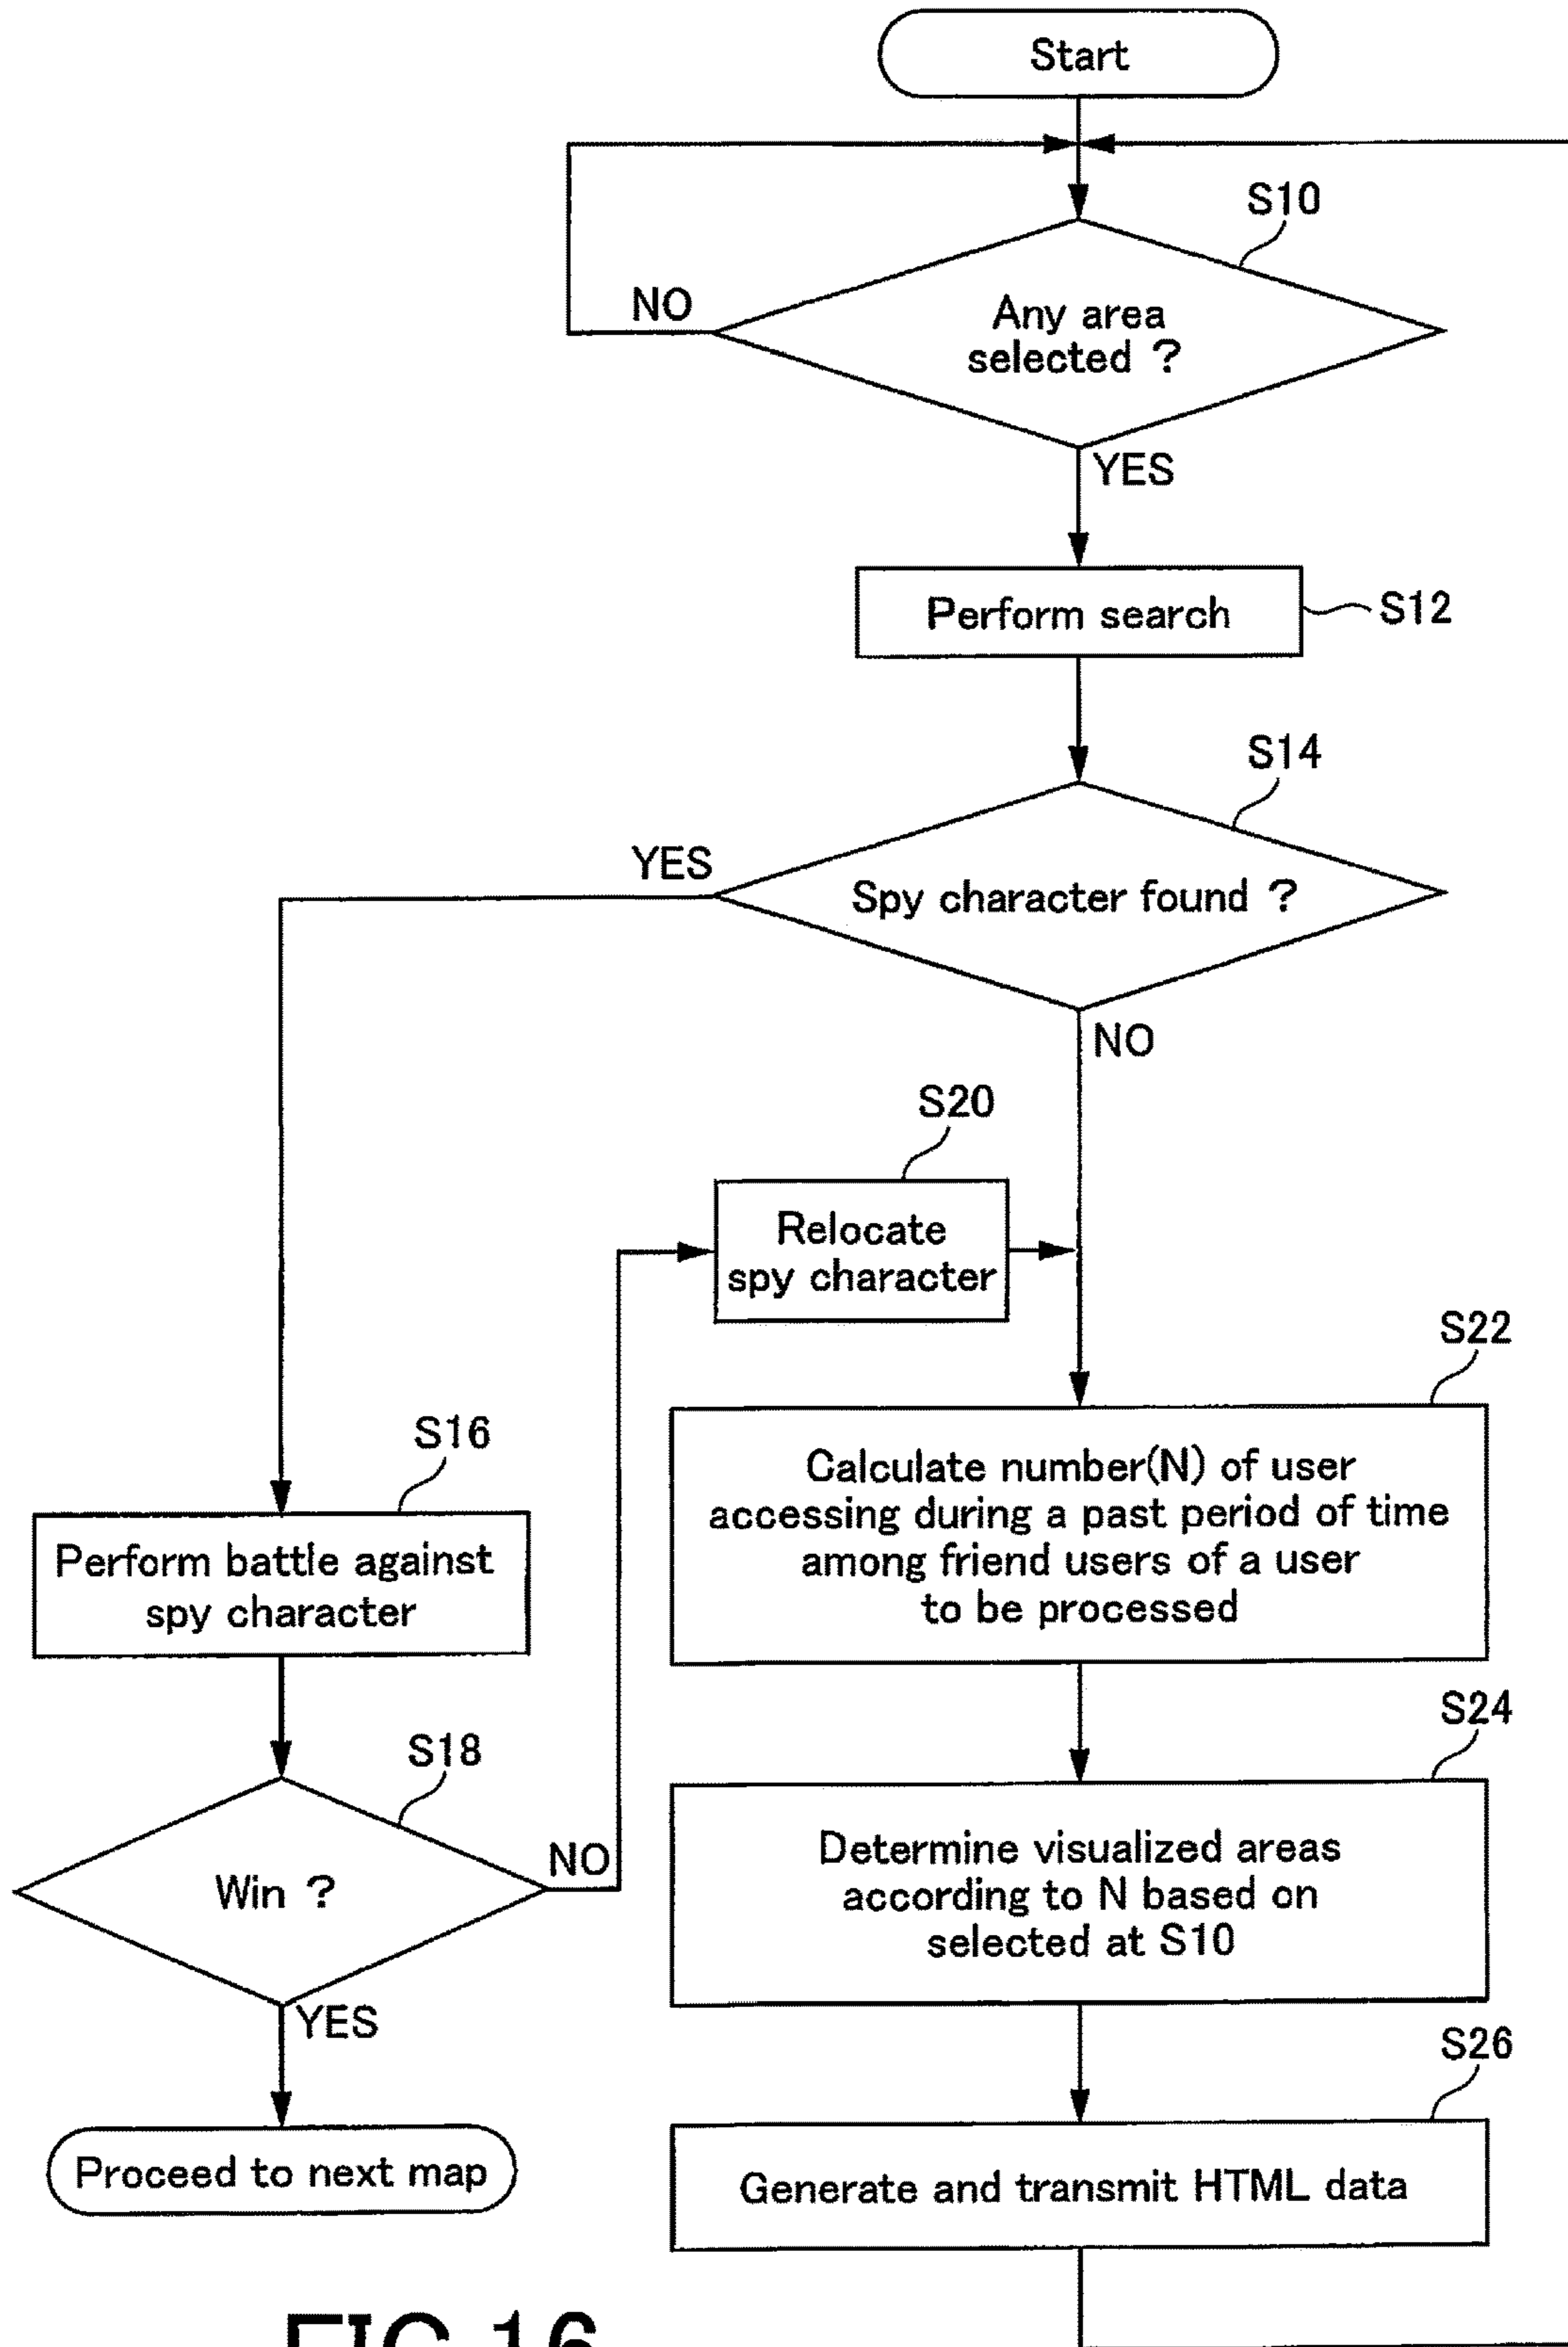 Start
S10
NO
Any area
selected ?
YES
Perform search
S12
S14
YES
Spy character found ?
NO
S20
Relocate
spy character
S22
Calculate number(N) of user
accessing during a past period of time
among friend users of a user
to be processed
S16
Perform battle against
spy character
S24
S18
Determine visualized areas
according to N based on
selected at S10
NO
Win ?
YES
S26
Proceed to next map
Generate and transmit HTML data
FIG.16